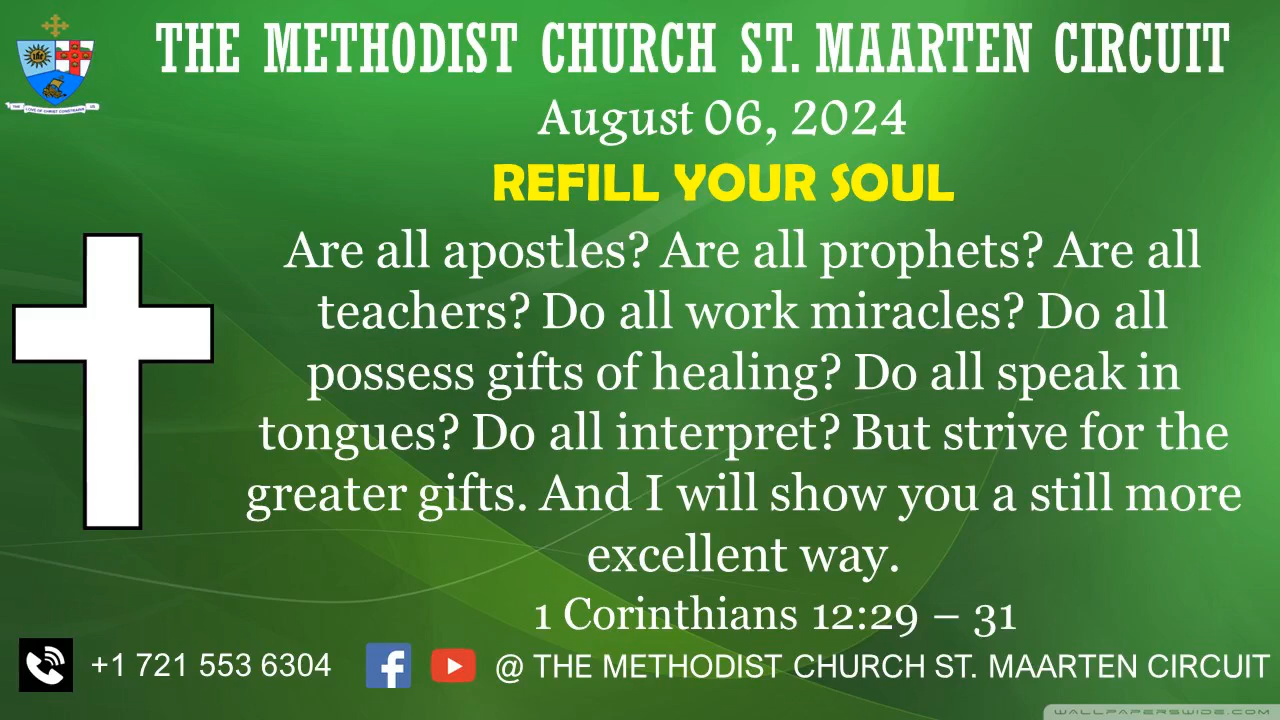 THE METHODIST CHURCH ST. MAARTEN CIRCUIT
August 06, 2024
REFILL YOUR SOUL
Are all apostles? Are all prophets? Are all
teachers? Do all work miracles? Do all
possess gifts of healing? Do all speak in
tongues? Do all interpret? But strive for the
greater gifts. And I will show you a still more
excellent way.
1 Corinthians 12:29 – 31
+1 721 553 6304 @ THE METHODIST CHURCH ST. MAARTEN CIRCUIT
WALLPAPERSWIDE.COM